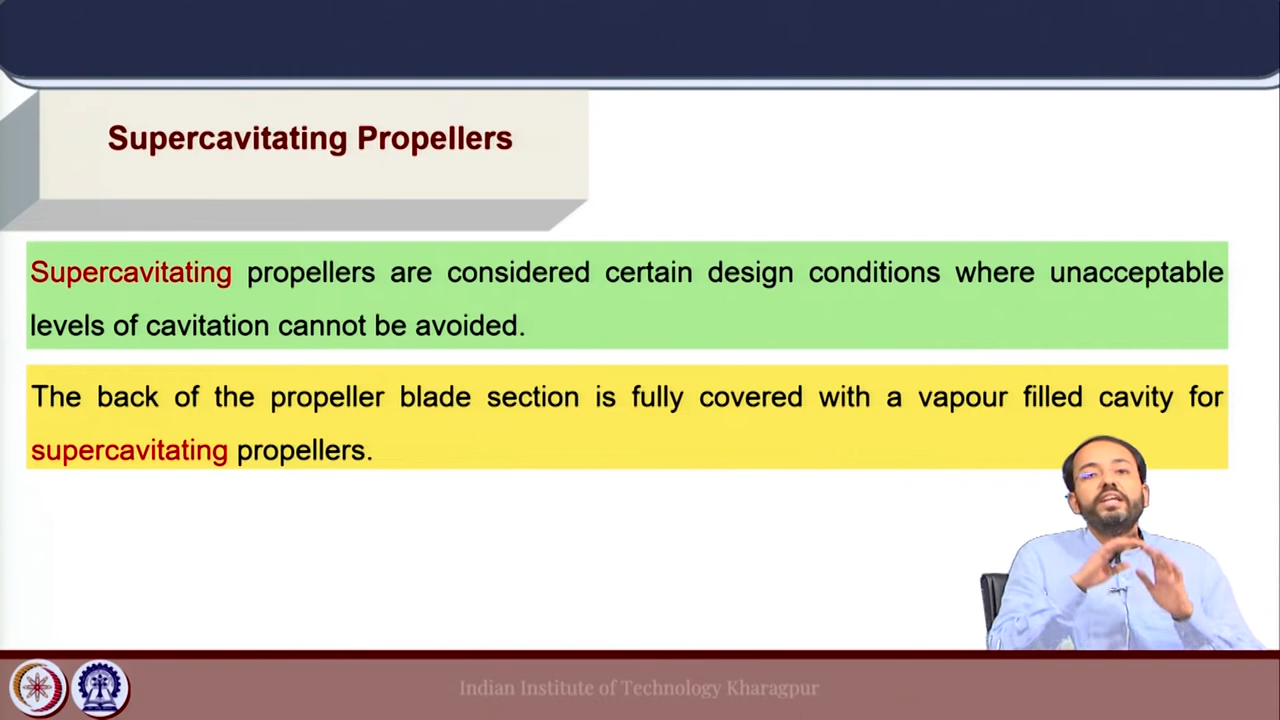 Supercavitating Propellers
Supercavitating propellers are considered certain design conditions where unacceptable
levels of cavitation cannot be avoided.
The back of the propeller blade section is fully covered with a vapour filled cavity for
supercavitating propellers.
Indian Institute of Technology Kharagpur